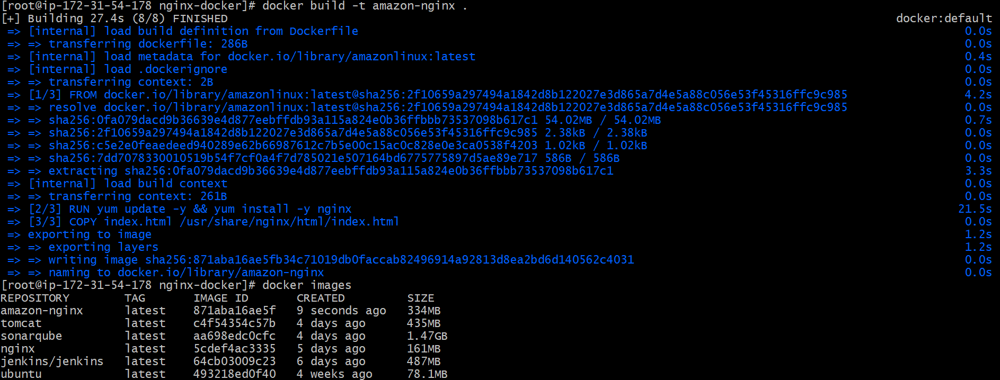 [root@ip-172-31-54-178 nginx-docker]# docker build -t amazon-nginx .
[+] Building 27.4s (8/8) FINISHED docker:default
=> [internal] load build definition from Dockerfile 0.0s
=> => transferring dockerfile: 286B 0.0s
=> [internal] load metadata for docker.io/library/amazonlinux:latest 0.4s
=> [internal] load .dockerignore 0.0s
=> => transferring context: 2B 0.0s
=> [1/3] FROM docker.io/library/amazonlinux:latest@sha256:2f10659a297494a1842d8b122027e3d865a7d4e5a88c056e53f45316ffc9c985 4.2s
=> => resolve docker.io/library/amazonlinux:latest@sha256:2f10659a297494a1842d8b122027e3d865a7d4e5a88c056e53f45316ffc9c985 0.0s
=> => sha256:0fa079dacd9b36639e4d877eebffdb93a115a824e0b36ffbbb73537098b617c1 54.02MB / 54.02MB 0.7s
=> => sha256:2f10659a297494a1842d8b122027e3d865a7d4e5a88c056e53f45316ffc9c985 2.38kB / 2.38kB 0.0s
=> => sha256:c5e2e0feaedeed940289e62b66987612c7b5e00c15ac0c828e0e3ca0538f4203 1.02kB / 1.02kB 0.0s
=> => sha256:7dd7078330010519b54f7cf0a4f7d785021e507164bd6775775897d5ae89e717 586B / 586B 0.0s
=> => extracting sha256:0fa079dacd9b36639e4d877eebffdb93a115a824e0b36ffbbb73537098b617c1 3.3s
=> [internal] load build context 0.0s
=> => transferring context: 261B 0.0s
=> [2/3] RUN yum update -y && yum install -y nginx 21.5s
=> [3/3] COPY index.html /usr/share/nginx/html/index.html 0.0s
=> exporting to image 1.2s
=> => exporting layers 1.2s
=> => writing image sha256:871aba16ae5fb34c71019db0faccab82496914a92813d8ea2bd6d140562c4031 0.0s
=> => naming to docker.io/library/amazon-nginx 0.0s
[root@ip-172-31-54-178 nginx-docker]# docker images
REPOSITORY TAG IMAGE ID CREATED SIZE
amazon-nginx latest 871aba16ae5f 9 seconds ago 334MB
tomcat latest c4f54354c57b 4 days ago 435MB
sonarqube latest aa698edc0cfc 4 days ago 1.47GB
nginx latest 5cdef4ac3335 5 days ago 161MB
jenkins/jenkins latest 64cb03009c23 6 days ago 487MB
ubuntu latest 493218ed0f40 4 weeks ago 78.1MB